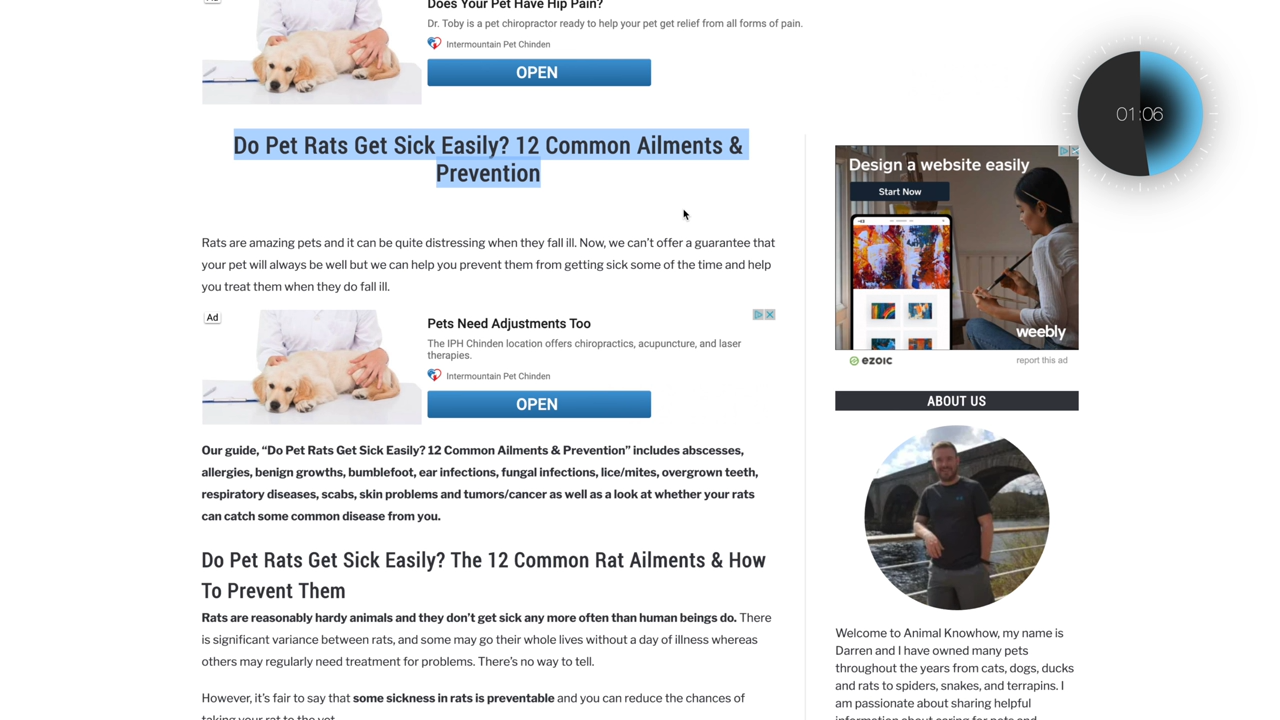 Does Your Pet Have Hip Pain?
Dr. Toby is a pet chiropractor ready to help your pet get relief from all forms of pain.
Intermountain Pet Chinden
OPEN
01:06
Do Pet Rats Get Sick Easily? 12 Common Ailments &
Prevention
Rats are amazing pets and it can be quite distressing when they fall ill. Now, we can’t offer a guarantee that
your pet will always be well but we can help you prevent them from getting sick some of the time and help
you treat them when they do fall ill.
Ad
Pets Need Adjustments Too
The IPH Chinden location offers chiropractics, acupuncture, and laser
therapies.
Intermountain Pet Chinden
OPEN
Our guide, “Do Pet Rats Get Sick Easily? 12 Common Ailments & Prevention” includes abscesses,
allergies, benign growths, bumblefoot, ear infections, fungal infections, lice/mites, overgrown teeth,
respiratory diseases, scabs, skin problems and tumors/cancer as well as a look at whether your rats
can catch some common disease from you.
Do Pet Rats Get Sick Easily? The 12 Common Rat Ailments & How
To Prevent Them
Rats are reasonably hardy animals and they don’t get sick any more often than human beings do. There
is significant variance between rats, and some may go their whole lives without a day of illness whereas
others may regularly need treatment for problems. There’s no way to tell.
However, it’s fair to say that some sickness in rats is preventable and you can reduce the chances of
taking your rat to the vet.
Design a website easily
Start Now
weebly
ezoic
report this ad
ABOUT US
Welcome to Animal Knowhow, my name is
Darren and I have owned many pets
throughout the years from cats, dogs, ducks
and rats to spiders, snakes, and terrapins. I
am passionate about sharing helpful
information about caring for pets and